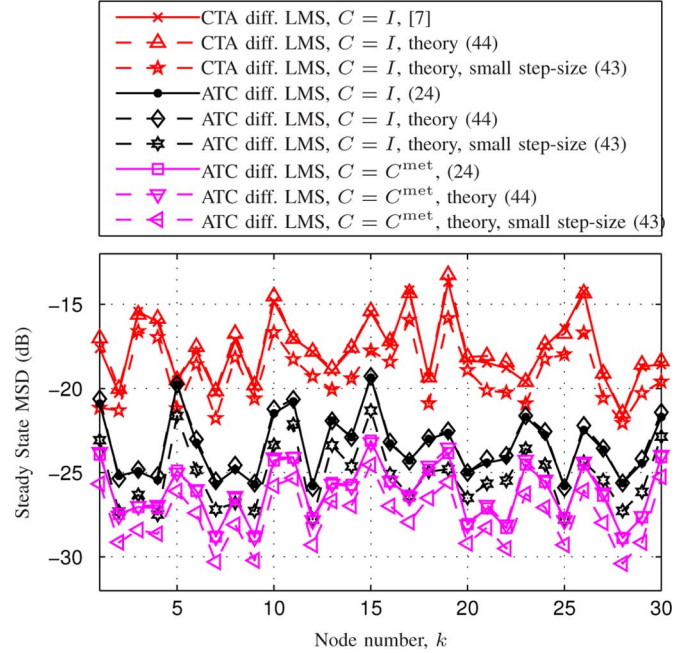 CTA diff. LMS, C = I, [7]
CTA diff. LMS, C = I, theory (44)
CTA diff. LMS, C = I, theory, small step-size (43)
ATC diff. LMS, C = I, (24)
ATC diff. LMS, C = I, theory (44)
ATC diff. LMS, C = I, theory, small step-size (43)
ATC diff. LMS, C = C^met, (24)
ATC diff. LMS, C = C^met, theory (44)
ATC diff. LMS, C = C^met, theory, small step-size (43)
Steady State MSD (dB)
−15
−20
−25
−30
5 10 15 20 25 30
Node number, k